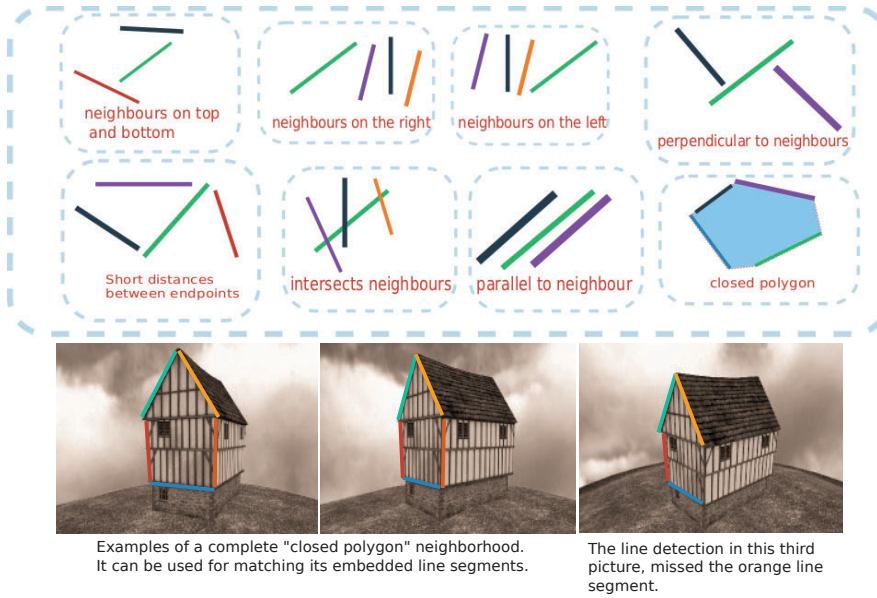 neighbours on top
and bottom
neighbours on the right
neighbours on the left
perpendicular to neighbours
Short distances
between endpoints
intersects neighbours
parallel to neighbour
closed polygon
Examples of a complete "closed polygon" neighborhood.
It can be used for matching its embedded line segments.
The line detection in this third
picture, missed the orange line
segment.